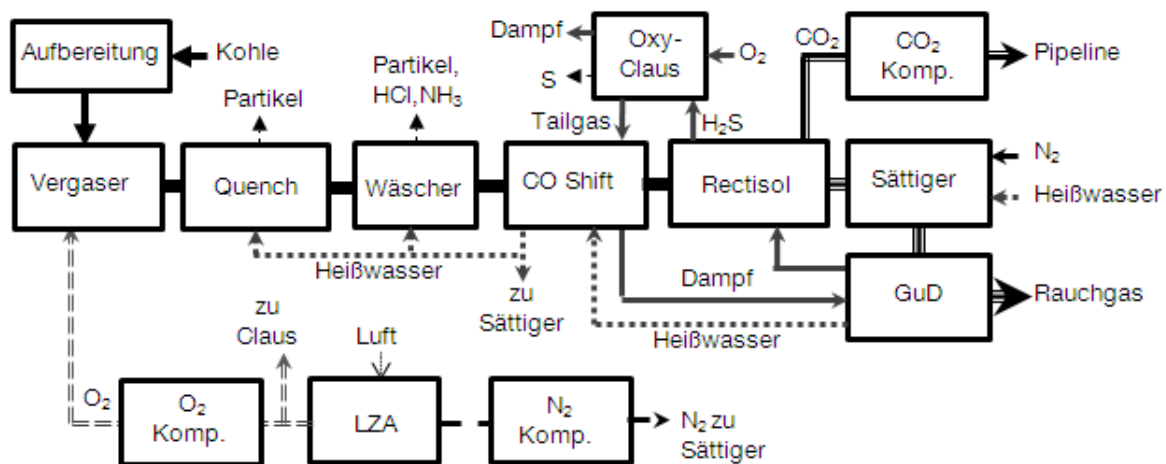 Aufbereitung
Kohle
Dampf
S
Oxy-
Claus
O₂
CO₂
CO₂
Komp.
Pipeline
Partikel
Partikel,
HCl,NH₃
Tailgas
H₂S
Vergaser
Quench
Wäscher
CO Shift
Rectisol
Sättiger
N₂
Heißwasser
Heißwasser
zu
Sättiger
Dampf
Heißwasser
GuD
Rauchgas
zu
Claus
Luft
O₂
O₂
Komp.
LZA
N₂
Komp.
N₂ zu
Sättiger